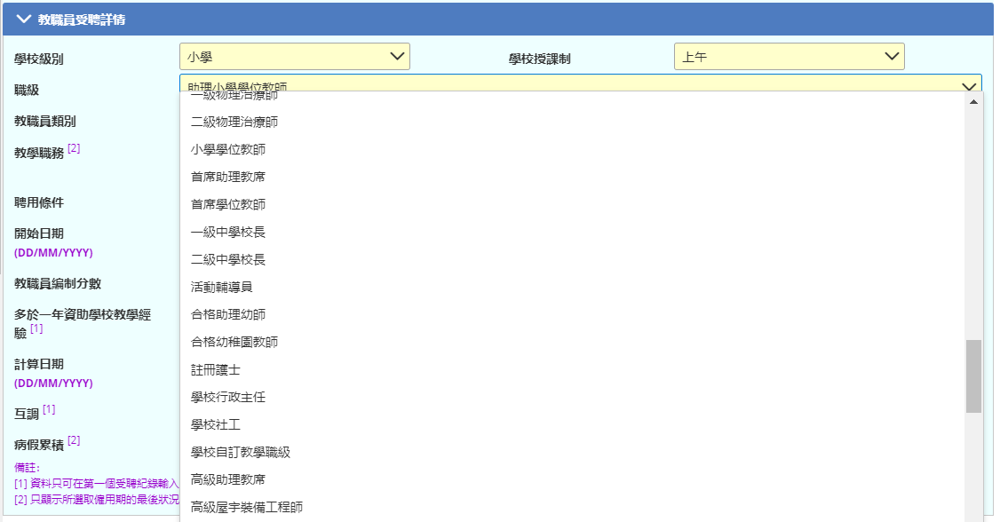 教職員受聘詳情
學校級別
小學
學校授課制
上午
職級
助理小學學位教師
教職員類別
教學職務 [2]
聘用條件
開始日期
(DD/MM/YYYY)
教職員編制分數
多於一年資助學校教學經
驗 [1]
計算日期
(DD/MM/YYYY)
互調 [1]
病假累積 [2]
備註:
[1] 資料只可在第一個受聘紀錄輸入
[2] 只顯示所選取僱用期的最後狀況
一級物理治療師
二級物理治療師
小學學位教師
首席助理教席
首席學位教師
一級中學校長
二級中學校長
活動輔導員
合格助理幼師
合格幼稚園教師
註冊護士
學校行政主任
學校社工
學校自訂教學職級
高級助理教席
高級屋宇裝備工程師